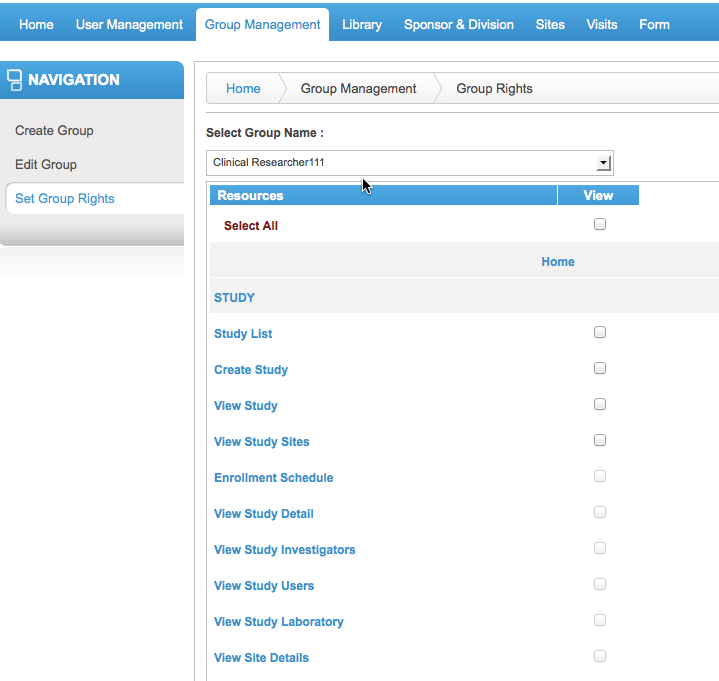 Home User Management Group Management Library Sponsor & Division Sites Visits Form
NAVIGATION
Create Group
Edit Group
Set Group Rights
Home Group Management Group Rights
Select Group Name :
Clinical Researcher111
Resources View
Select All
Home
STUDY
Study List
Create Study
View Study
View Study Sites
Enrollment Schedule
View Study Detail
View Study Investigators
View Study Users
View Study Laboratory
View Site Details